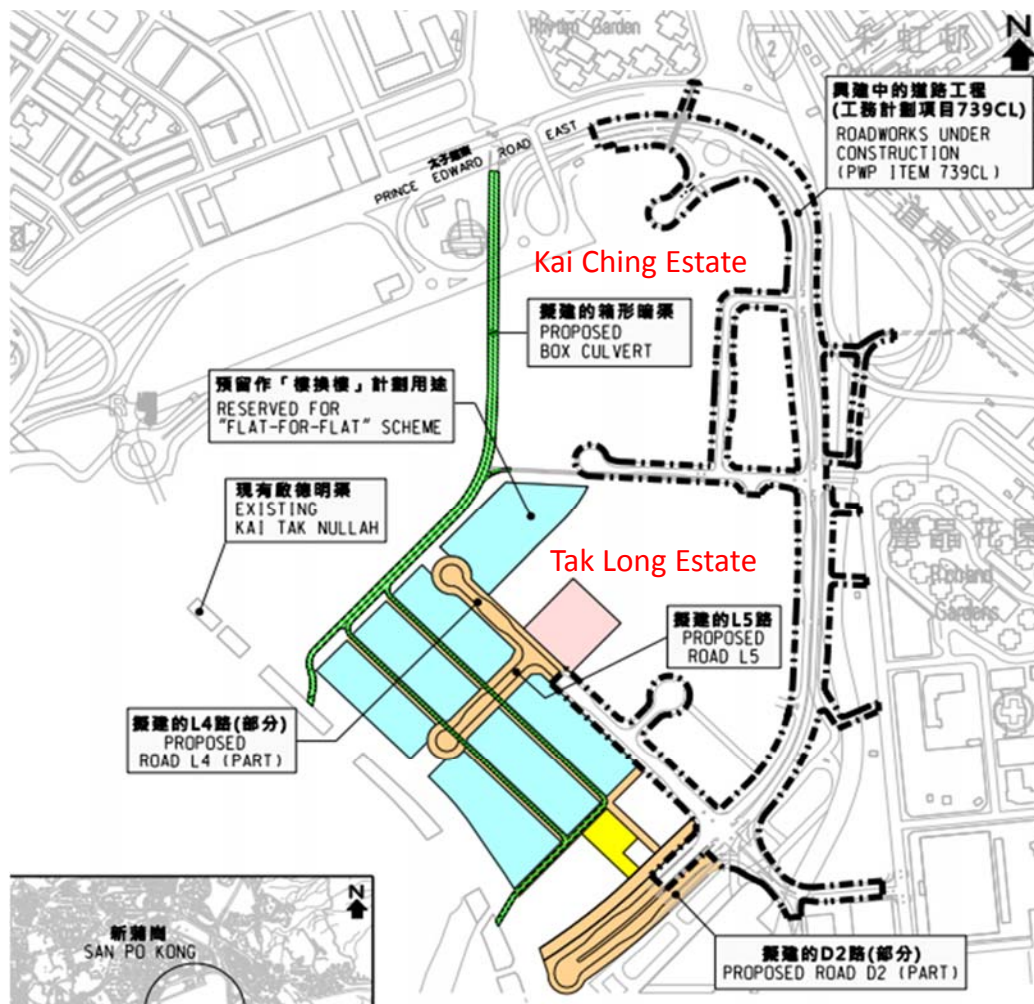 Rhythm Garden
4
2
彩虹邨
N
興建中的道路工程
(工務計劃項目739CL)
ROADWORKS UNDER
CONSTRUCTION
(PWP ITEM 739CL)
太子道東
PRINCE EDWARD ROAD EAST
道東
Kai Ching Estate
擬建的箱形暗渠
PROPOSED
BOX CULVERT
預留作「樓換樓」計劃用途
RESERVED FOR
"FLAT-FOR-FLAT" SCHEME
現有啟德明渠
EXISTING
KAI TAK NULLAH
麗晶花園
Richland
Gardens
Tak Long Estate
擬建的L5路
PROPOSED
ROAD L5
擬建的L4路(部分)
PROPOSED
ROAD L4 (PART)
N
新蒲崗
SAN PO KONG
擬建的D2路(部分)
PROPOSED ROAD D2 (PART)